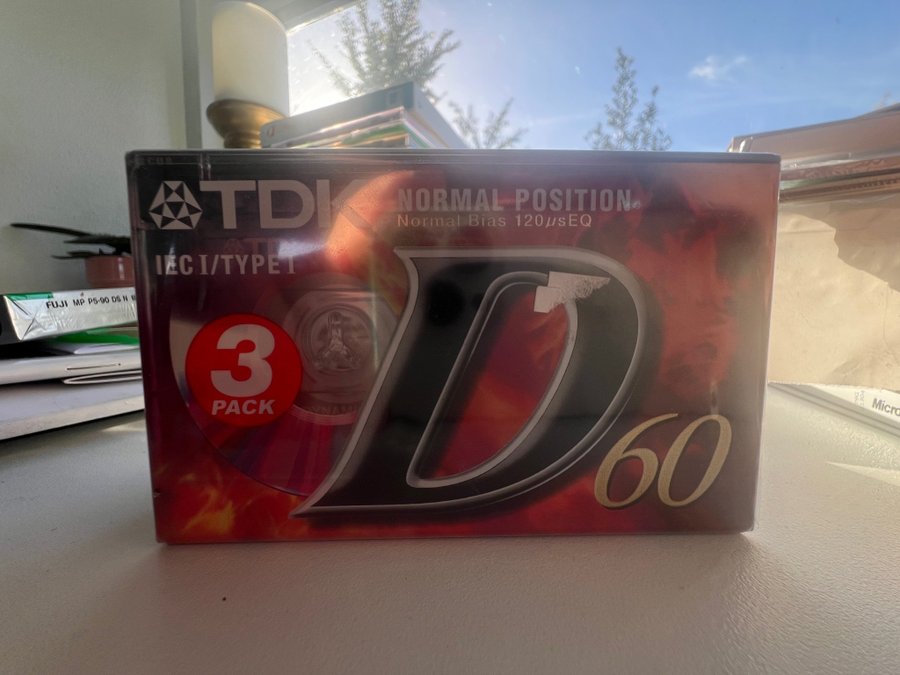 TDK
NORMAL POSITION
Normal Bias 120µsEQ
IEC I/TYPE I
3
PACK
D
60
FUJI MP P5-90 DS N
Micro